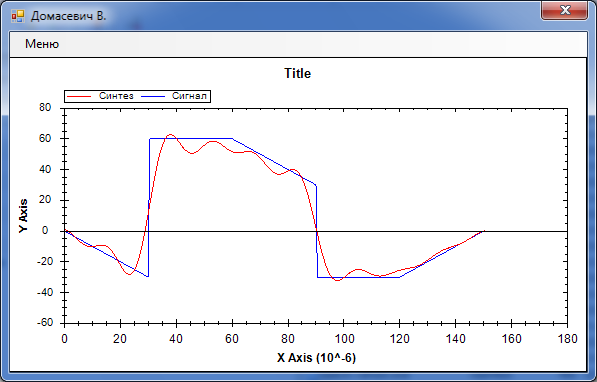 Домасевич В.
Меню
Title
Синтез Сигнал
80
60
40
20
0
-20
-40
-60
Y Axis
0 20 40 60 80 100 120 140 160 180
X Axis (10^-6)